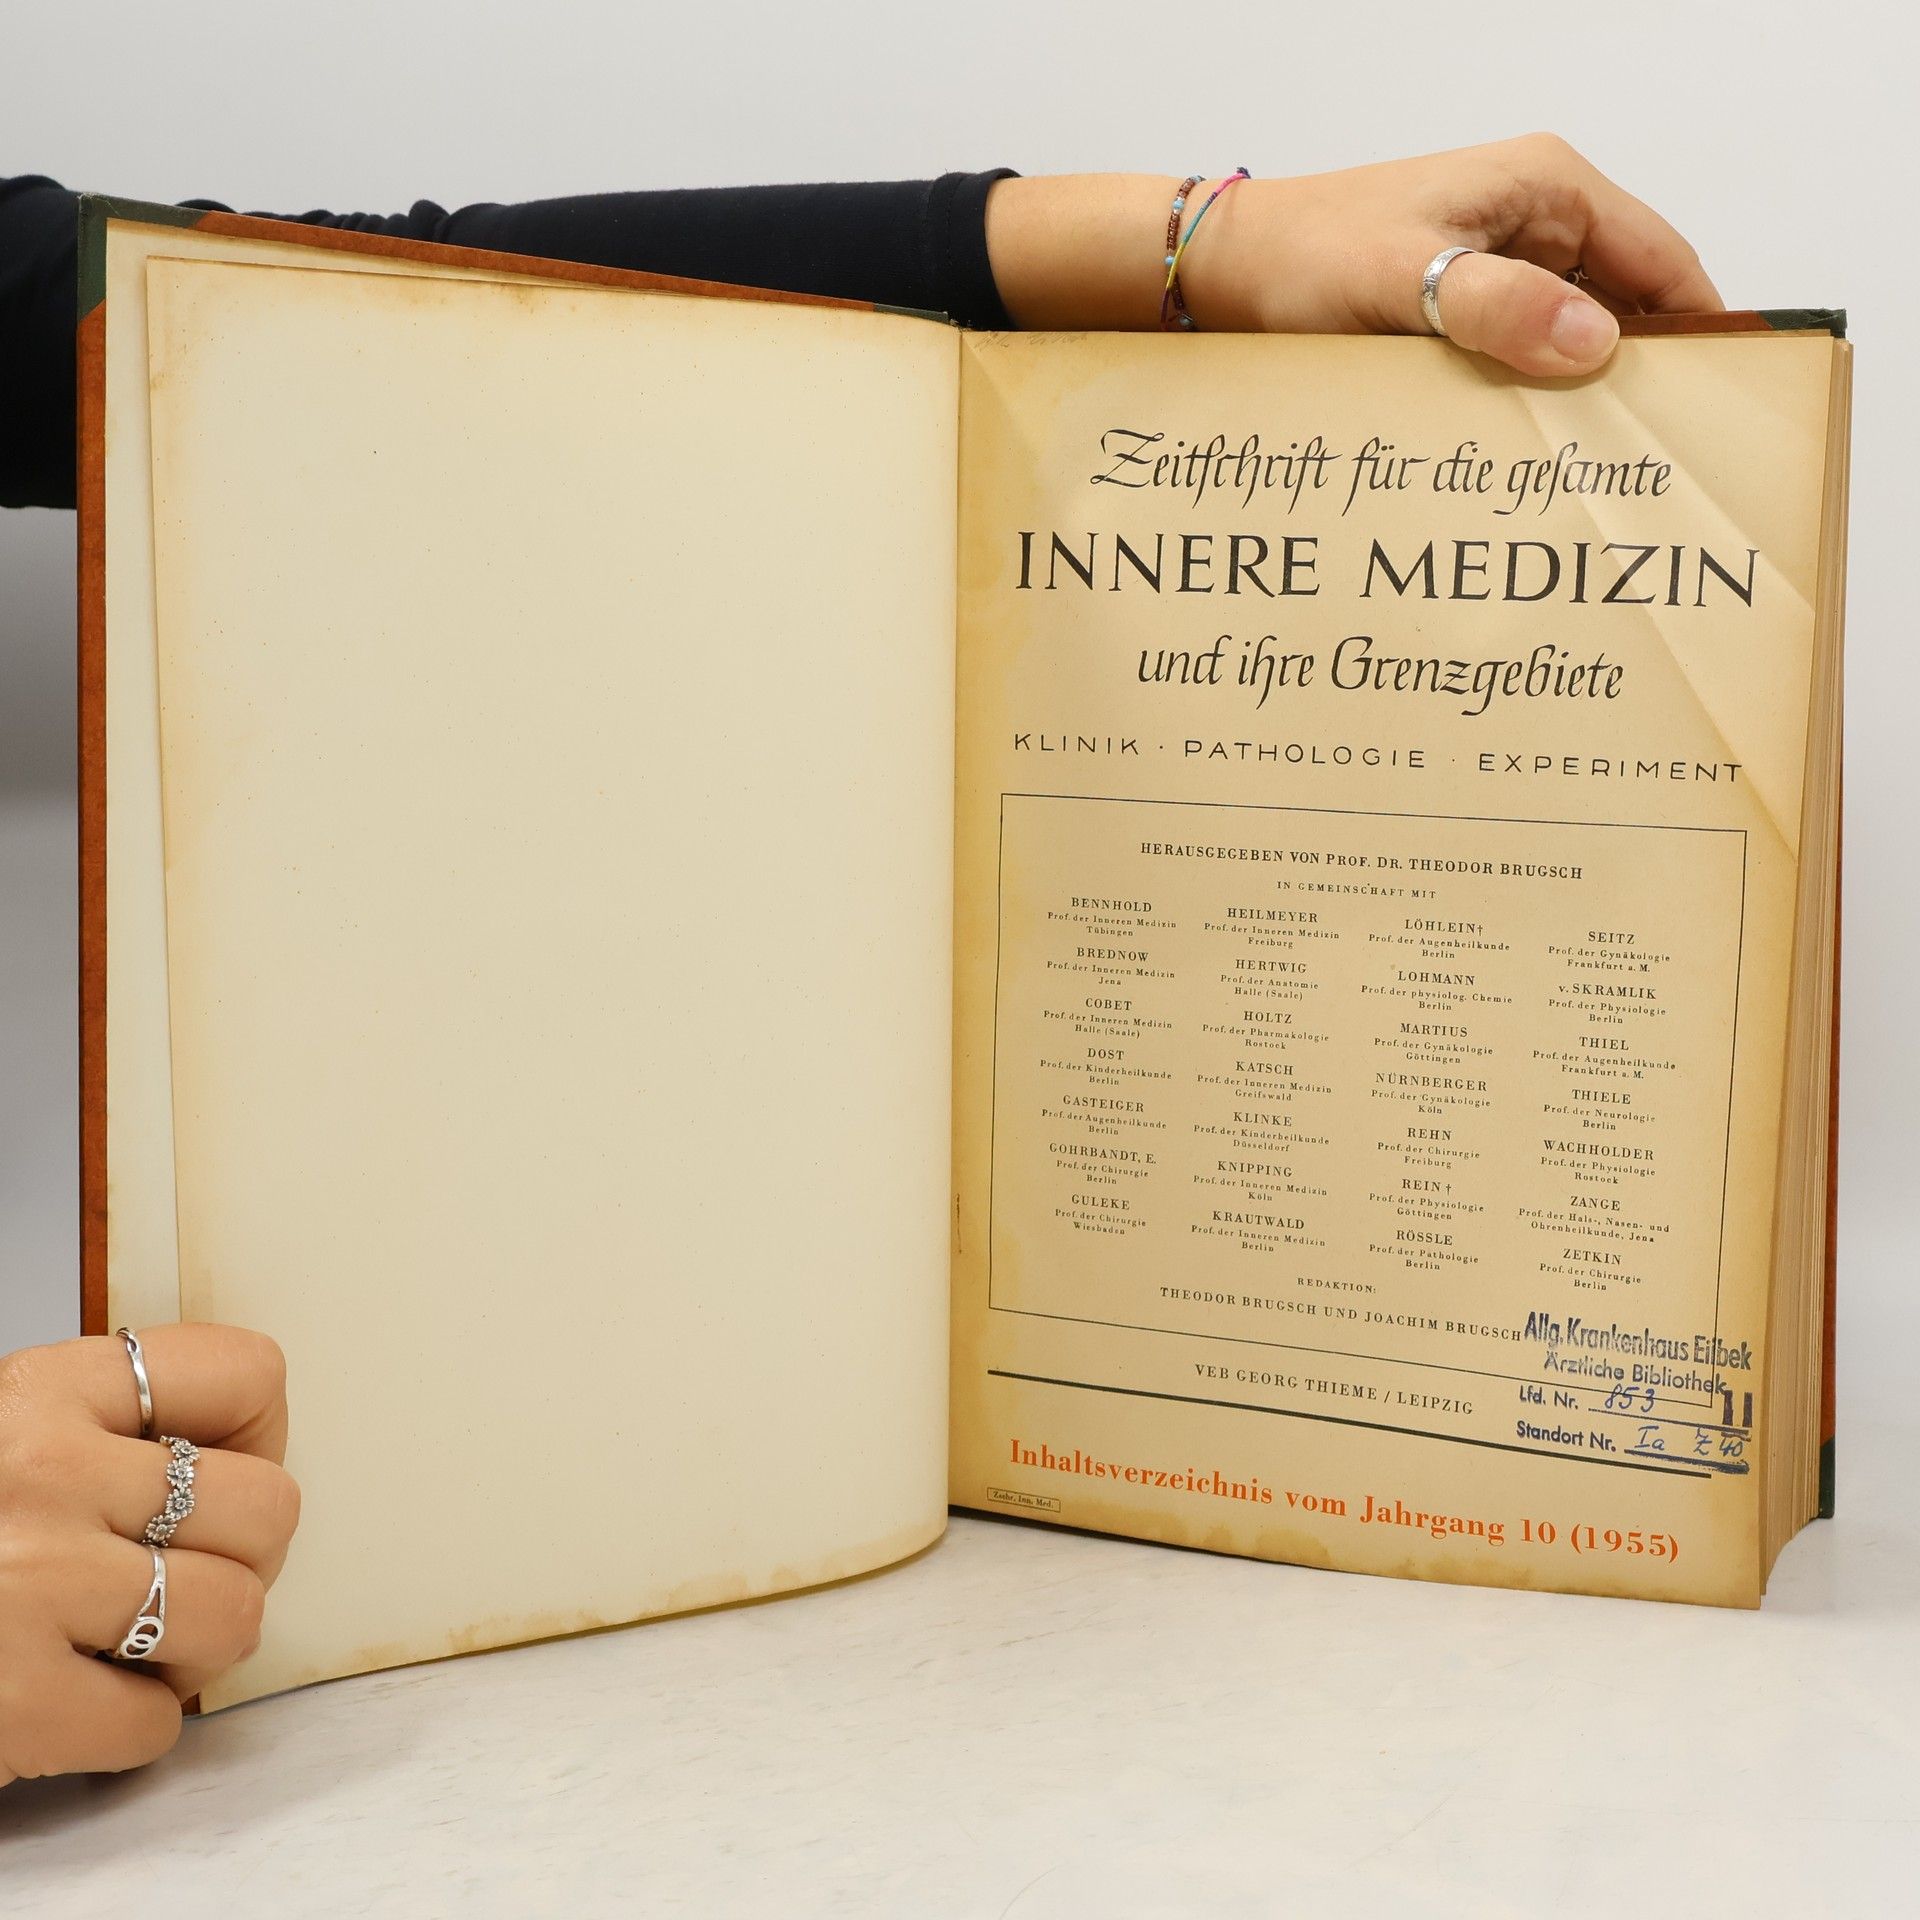 Zeitschrift für die gesamte
INNERE MEDIZIN
und ihre Grenzgebiete
KLINIK · PATHOLOGIE · EXPERIMENT
HERAUSGEGEBEN VON PROF. DR. THEODOR BRUGSCH
IN GEMEINSCHAFT MIT
BENNHOLD
Prof. der Inneren Medizin
Tübingen
BREDNOW
Prof. der Inneren Medizin
Jena
COBET
Prof. der Inneren Medizin
Halle (Saale)
DOST
Prof. der Kinderheilkunde
Berlin
GASTEIGER
Prof. der Augenheilkunde
Berlin
GOHRBANDT, E.
Prof. der Chirurgie
Berlin
GULEKE
Prof. der Chirurgie
Wiesbaden
HEILMEYER
Prof. der Inneren Medizin
Freiburg
HERTWIG
Prof. der Anatomie
Halle (Saale)
HOLTZ
Prof. der Pharmakologie
Rostock
KATSCH
Prof. der Inneren Medizin
Greifswald
KLINKE
Prof. der Kinderheilkunde
Düsseldorf
KNIPPING
Prof. der Inneren Medizin
Köln
KRAUTWALD
Prof. der Inneren Medizin
Berlin
LÖHLEIN†
Prof. der Augenheilkunde
Berlin
LOHMANN
Prof. der physiolog. Chemie
Berlin
MARTIUS
Prof. der Gynäkologie
Göttingen
NÜRNBERGER
Prof. der Gynäkologie
Köln
REHN
Prof. der Chirurgie
Freiburg
REIN †
Prof. der Physiologie
Göttingen
RÖSSLE
Prof. der Pathologie
Berlin
SEITZ
Prof. der Gynäkologie
Frankfurt a. M.
v. SKRAMLIK
Prof. der Physiologie
Berlin
THIEL
Prof. der Augenheilkunde
Frankfurt a. M.
THIELE
Prof. der Neurologie
Berlin
WACHHOLDER
Prof. der Physiologie
Rostock
ZANGE
Prof. der Hals-, Nasen- und
Ohrenheilkunde, Jena
ZETKIN
Prof. der Chirurgie
Berlin
REDAKTION:
THEODOR BRUGSCH UND JOACHIM BRUGSCH
Allg. Krankenhaus Eilbek
Ärztliche Bibliothek
Lfd. Nr. 853
II
Standort Nr. Ia Z 40
VEB GEORG THIEME / LEIPZIG
Inhaltsverzeichnis vom Jahrgang 10 (1955)
Zschr. Inn. Med.